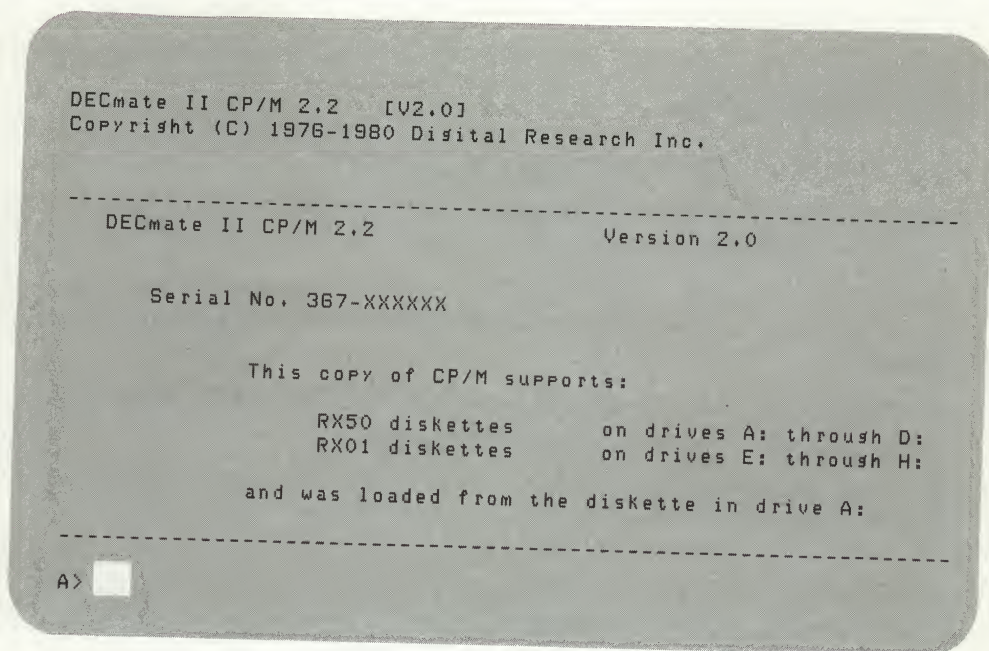 DECmate II CP/M 2.2   [V2.0]
Copyright (C) 1976-1980 Digital Research Inc.
--------------------------------------------------------------------
DECmate II CP/M 2.2                    Version 2.0
Serial No. 367-XXXXXX
This copy of CP/M supports:
RX50 diskettes       on drives A: through D:
RX01 diskettes       on drives E: through H:
and was loaded from the diskette in drive A:
--------------------------------------------------------------------
A>